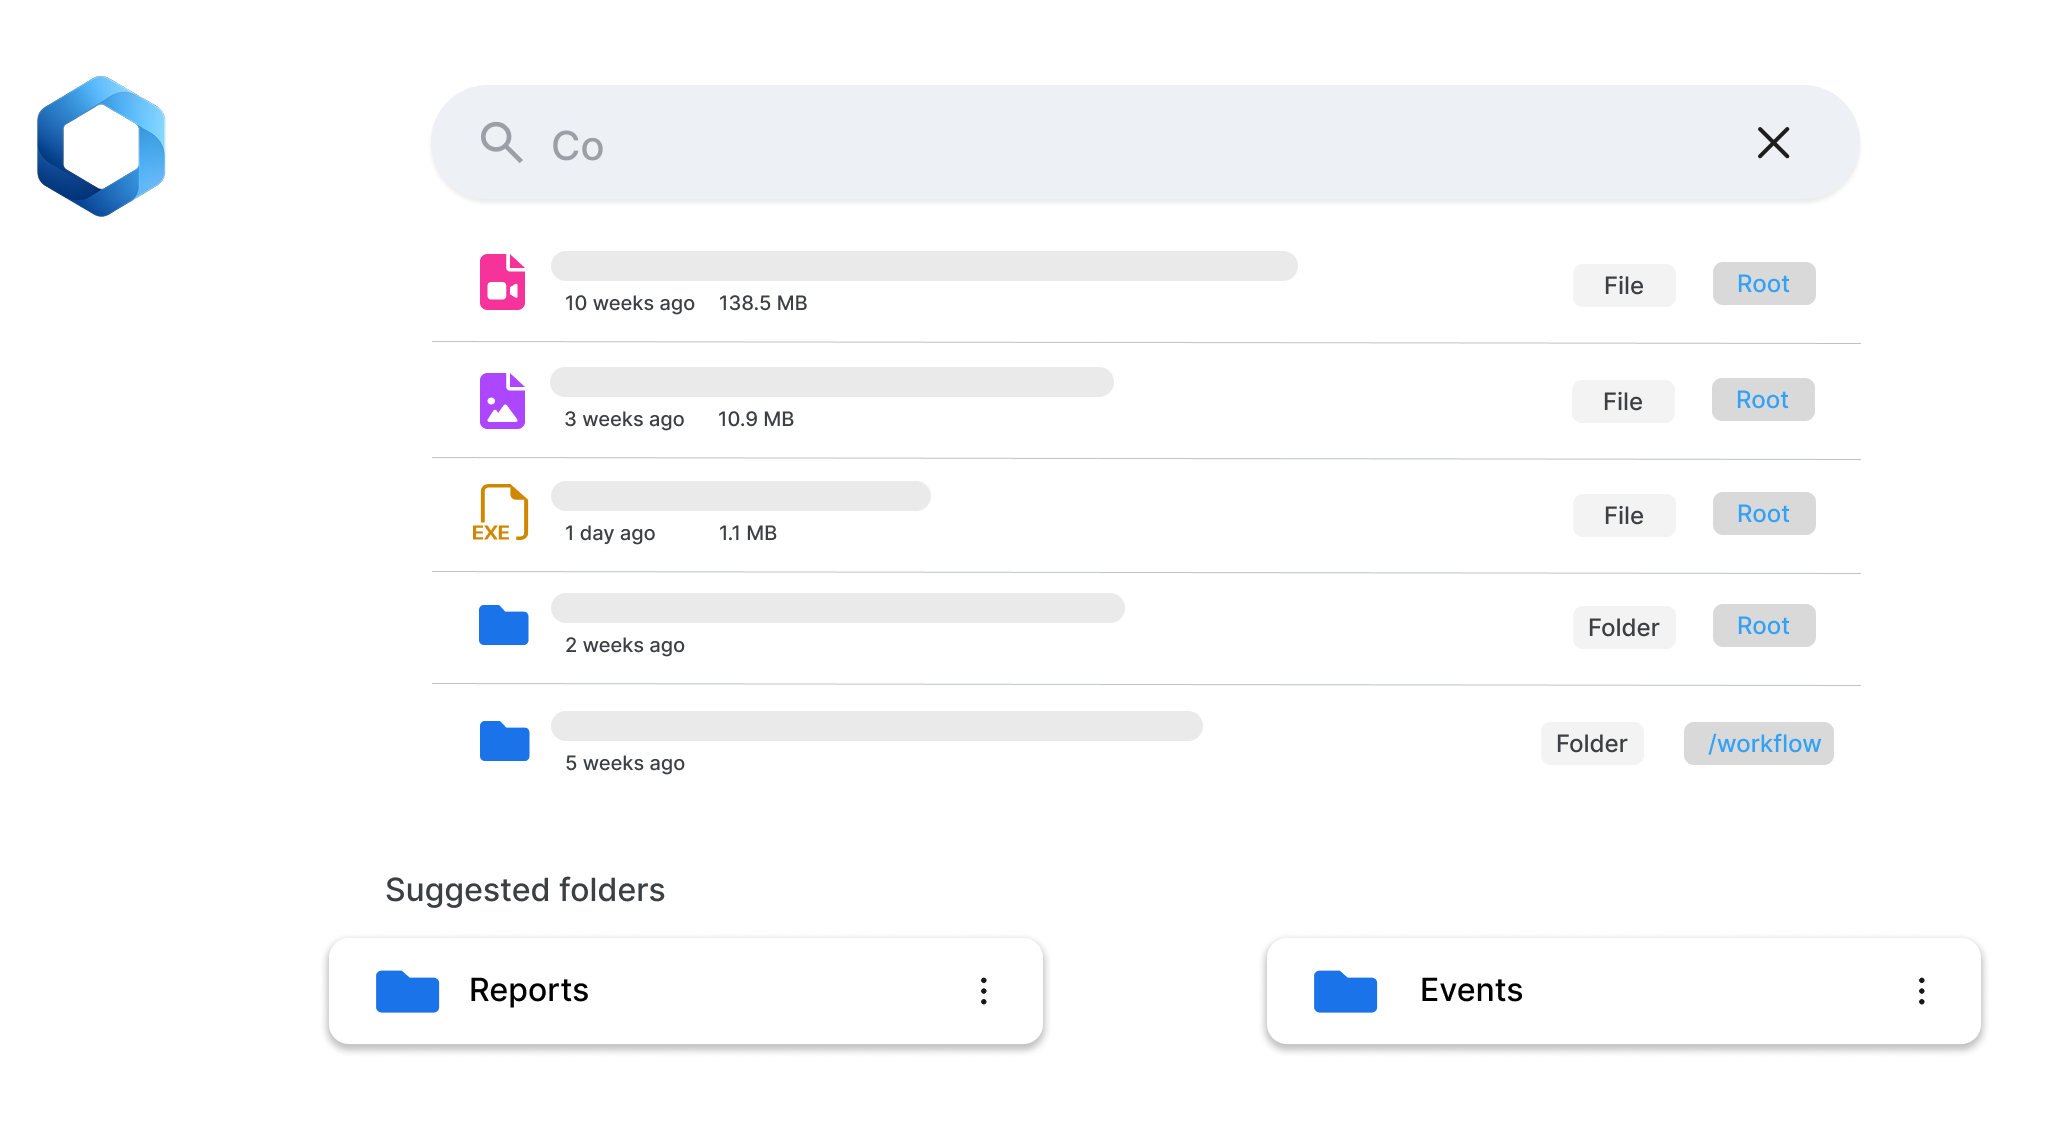 Co
10 weeks ago 138.5 MB File Root
3 weeks ago 10.9 MB File Root
EXE 1 day ago 1.1 MB File Root
2 weeks ago Folder Root
5 weeks ago Folder /workflow
Suggested folders
Reports Events